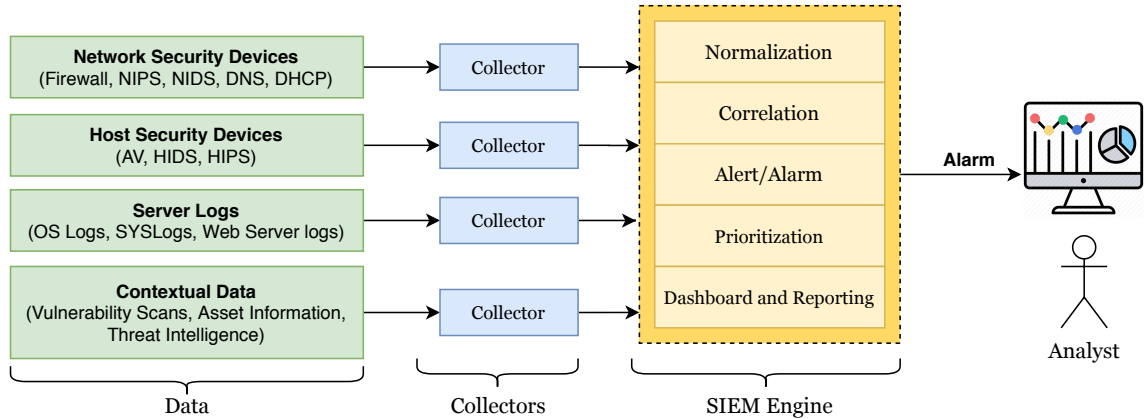 Network Security Devices
(Firewall, NIPS, NIDS, DNS, DHCP)
Host Security Devices
(AV, HIDS, HIPS)
Server Logs
(OS Logs, SYSLogs, Web Server logs)
Contextual Data
(Vulnerability Scans, Asset Information,
Threat Intelligence)
Data
Collector
Collector
Collector
Collector
Collectors
Normalization
Correlation
Alert/Alarm
Prioritization
Dashboard and Reporting
SIEM Engine
Alarm
Analyst